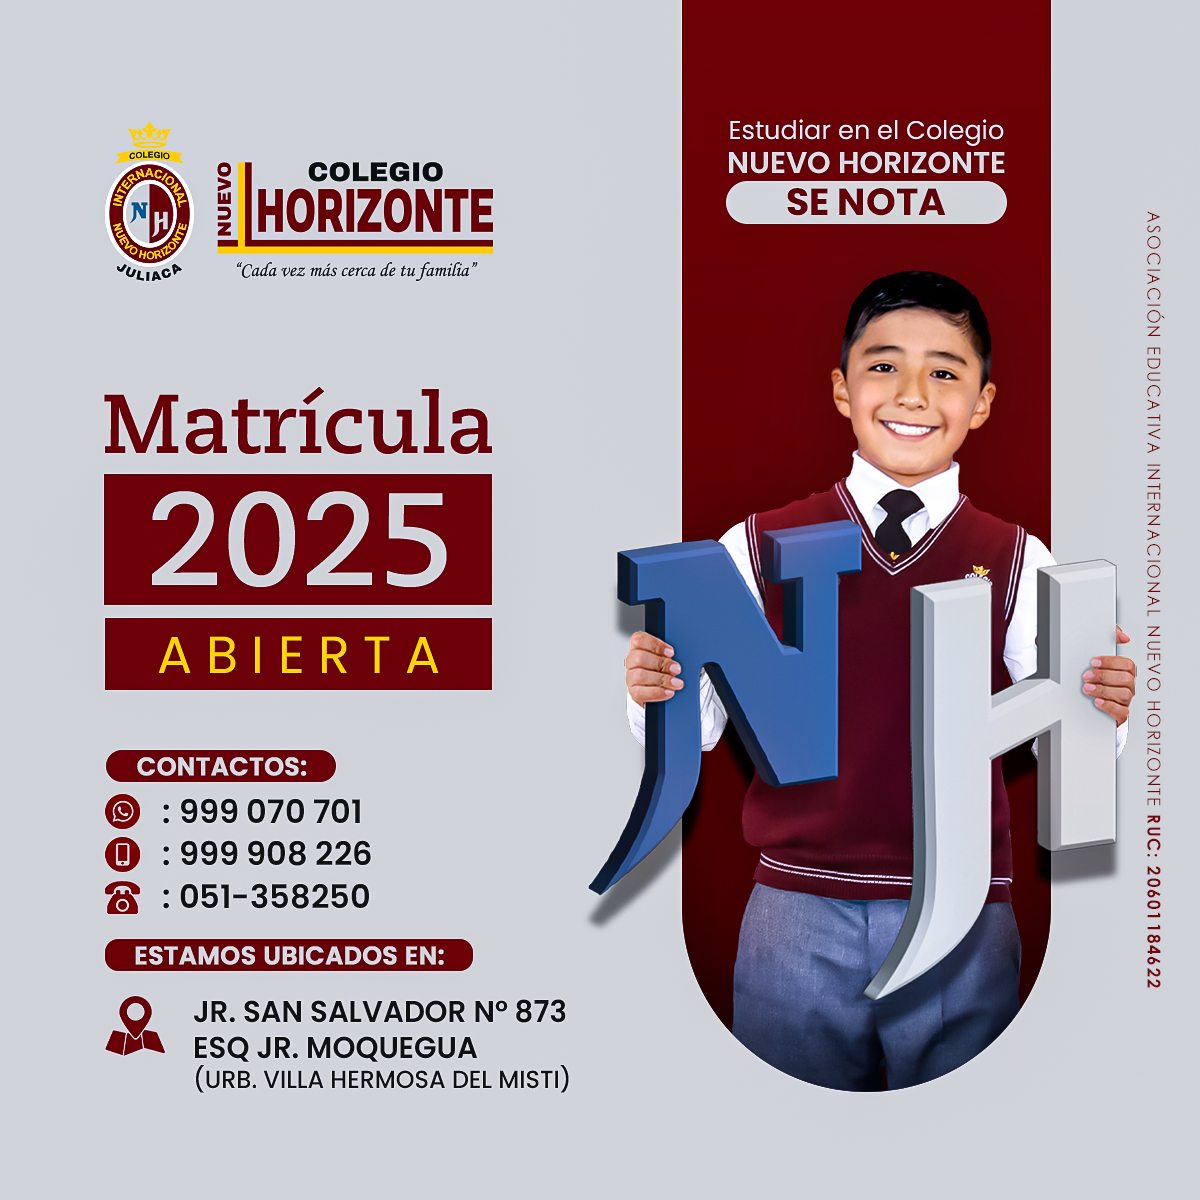 COLEGIO
INTERNACIONAL
NH
NUEVO HORIZONTE
JULIACA
NUEVO
COLEGIO
HORIZONTE
“Cada vez más cerca de tu familia”
Estudiar en el Colegio
NUEVO HORIZONTE
SE NOTA
Matrícula
2025
ABIERTA
CONTACTOS:
: 999 070 701
: 999 908 226
: 051-358250
ESTAMOS UBICADOS EN:
JR. SAN SALVADOR Nº 873
ESQ JR. MOQUEGUA
(URB. VILLA HERMOSA DEL MISTI)
COLEGIO
NH
ASOCIACIÓN EDUCATIVA INTERNACIONAL NUEVO HORIZONTE RUC: 20601184622